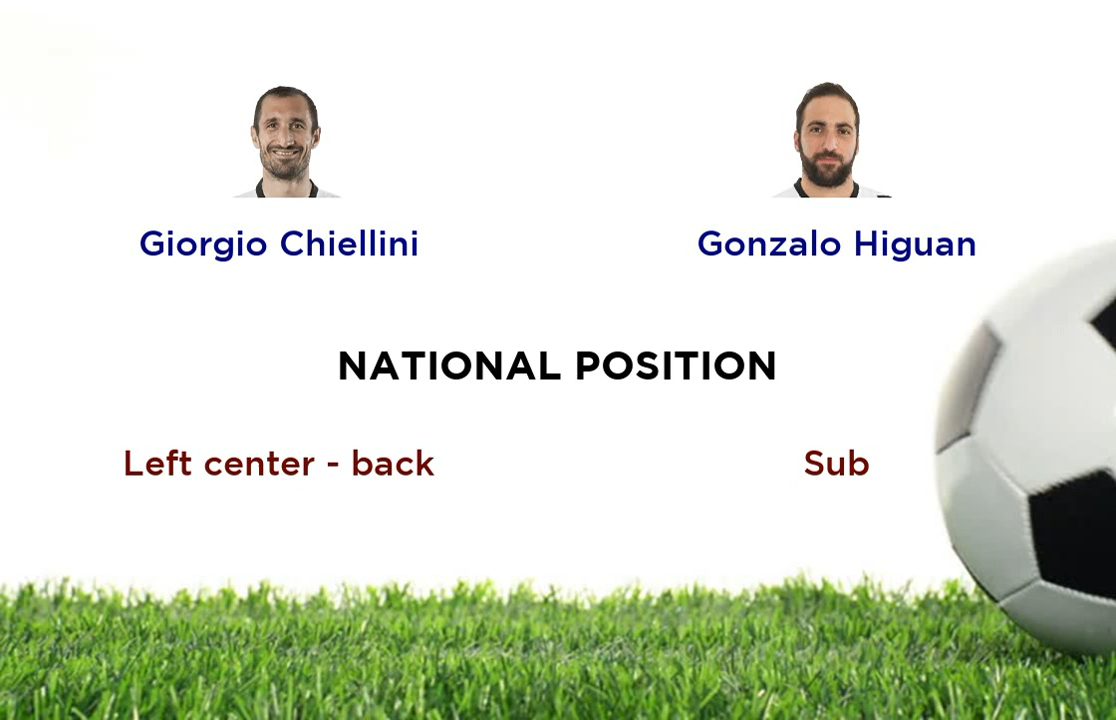 Giorgio Chiellini
Gonzalo Higuan
NATIONAL POSITION
Left center - back
Sub